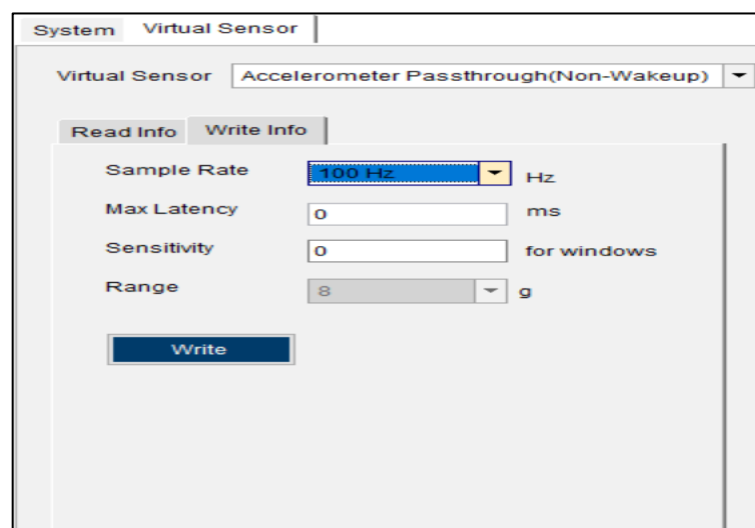 System Virtual Sensor
Virtual Sensor Accelerometer Passthrough(Non-Wakeup)
Read Info Write Info
Sample Rate 100 Hz Hz
Max Latency 0 ms
Sensitivity 0 for windows
Range 8 g
Write